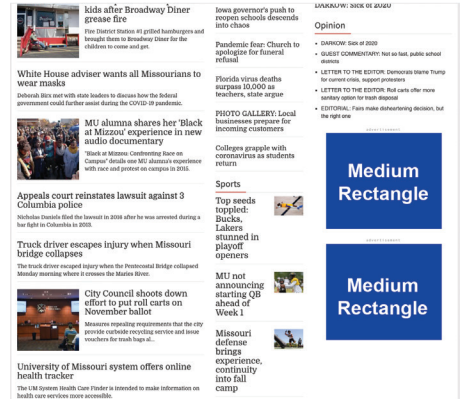 kids after Broadway Diner
grease fire
Fire District Station #1 grilled hamburgers and
brought them to Broadway Diner for the
children to come and get.
White House adviser wants all Missourians to
wear masks
Deborah Birx met with state leaders to discuss how the federal
government could further assist during the COVID-19 pandemic.
MU alumna shares her 'Black
at Mizzou' experience in new
audio documentary
"Black at Mizzou: Confronting Race on
Campus" details one MU alumna's experience
with race and protest on campus in 2015.
Appeals court reinstates lawsuit against 3
Columbia police
Nicholas Daniels filed the lawsuit in 2018 after he was arrested during a
bar fight in Columbia in 2013.
Truck driver escapes injury when Missouri
bridge collapses
The truck driver escaped injury when the Pentecostal Bridge collapsed
Monday morning where it crosses the Maries River.
City Council shoots down
effort to put roll carts on
November ballot
Measures repealing requirements that the city
provide curbside recycling service and issue
vouchers for trash bags al...
University of Missouri system offers online
health tracker
The UM System Health Care Finder is intended to make information on
health care services more accessible.
Iowa governor's push to
reopen schools descends
into chaos
Pandemic fear: Church to
apologize for funeral
refusal
Florida virus deaths
surpass 10,000 as
teachers, state argue
PHOTO GALLERY: Local
businesses prepare for
incoming customers
Colleges grapple with
coronavirus as students
return
Sports
Top seeds
toppled:
Bucks,
Lakers
stunned in
playoff
openers
MU not
announcing
starting QB
ahead of
Week 1
Missouri
defense
brings
experience,
continuity
into fall
camp
DARKOW: Sick of 2020
Opinion
DARKOW: Sick of 2020
GUEST COMMENTARY: Not so fast, public school
districts
LETTER TO THE EDITOR: Democrats blame Trump
for current crisis, support protesters
LETTER TO THE EDITOR: Roll carts offer more
sanitary option for trash disposal
EDITORIAL: Fairs make disheartening decision, but
the right one
ADVERTISEMENT
Medium
Rectangle
ADVERTISEMENT
Medium
Rectangle